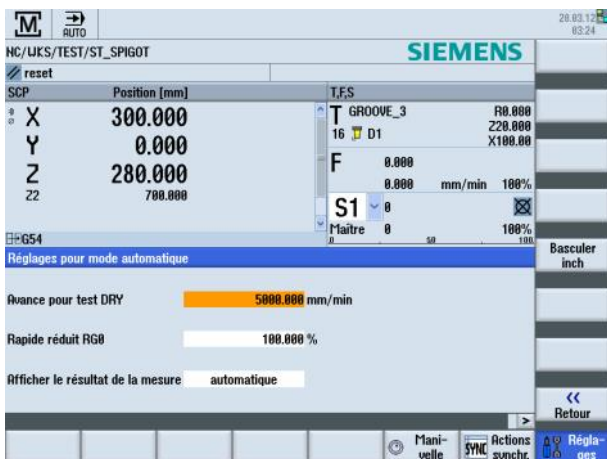 M AUTO
28.03.12
03:24
NC/WKS/TEST/ST_SPIGOT
SIEMENS
reset
SCP Position [mm] T,F,S
X 300.000
Y 0.000
Z 280.000
Z2 700.000
T GROOVE_3 R0.080
16 D1 Z20.000
X100.00
F 0.000
0.000 mm/min 100%
S1 0
Maître 0 100%
0 50 100
G54
Basculer
inch
Réglages pour mode automatique
Avance pour test DRY 5000.000 mm/min
Rapide réduit RG0 100.000 %
Afficher le résultat de la mesure automatique
«
Retour
>
Mani-
velle
SYNC Actions
synchr.
Régla-
ges